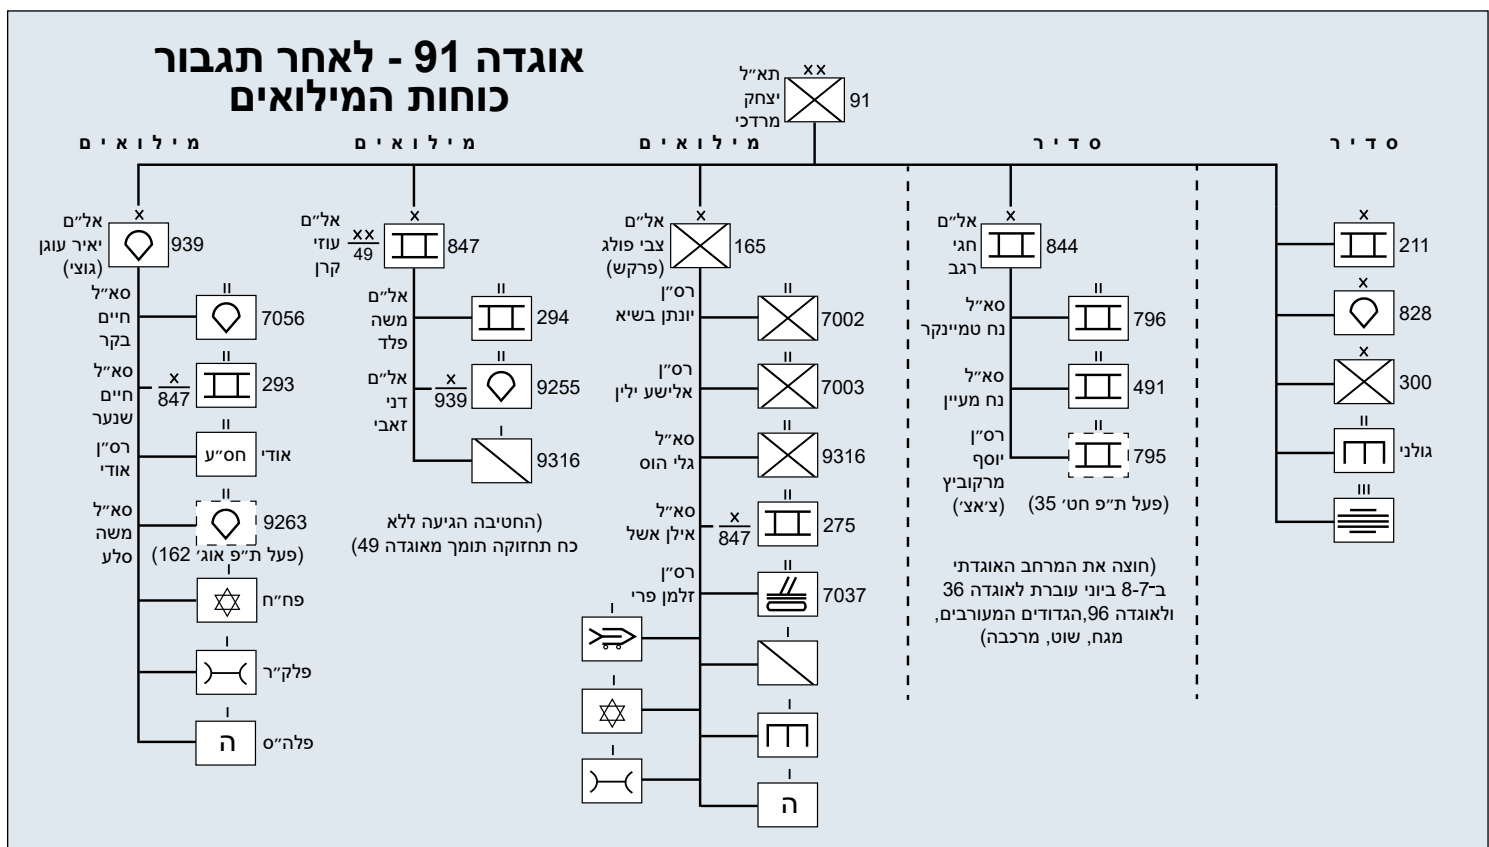 אוגדה 91 - לאחר תגבור
כוחות המילואים
XX
תא״ל
יצחק
מרדכי
91
סדיר
סדיר
מילואים
מילואים
מילואים
X
211
X
828
X
300
II
גולני
III
X
אל״ם
חגי
רגב
844
סא״ל
נח טמיינקר
II
796
סא״ל
נח מעיין
II
491
רס״ן
יוסף
מרקוביץ
(צ׳אצ׳)
II
795
(פעל ת״פ חט׳ 35)
(חוצה את המרחב האוגדתי
ב־8-7 ביוני עוברת לאוגדה 36
ולאוגדה 96,הגדודים המעורבים,
מגח, שוט, מרכבה)
X
אל״ם
צבי פולג
(פרקש)
165
רס״ן
יונתן בשיא
II
7002
רס״ן
אלישע ילין
II
7003
סא״ל
גלי הוס
II
9316
סא״ל
אילן אשל
X
847
II
275
רס״ן
זלמן פרי
II
7037
I
I
I
I
I
I
ה
X
אל״ם
עוזי
קרן
XX
49
847
אל״ם
משה
פלד
II
294
אל״ם
דני
זאבי
X
939
II
9255
I
9316
(החטיבה הגיעה ללא
כח תחזוקה תומך מאוגדה 49)
X
אל״ם
יאיר עוגן
(גוצי)
939
סא״ל
חיים
בקר
II
7056
סא״ל
חיים
שנער
X
847
II
293
רס״ן
אודי
II
חס״ע
אודי
סא״ל
משה
סלע
II
9263
(פעל ת״פ אוג׳ 162)
I
פח״ח
I
פלק״ר
I
ה
פלה״ס